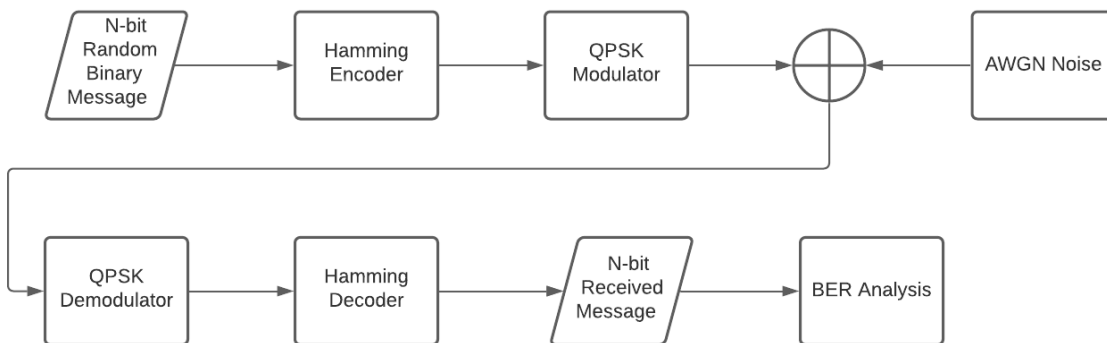 N-bit
Random
Binary
Message
Hamming
Encoder
QPSK
Modulator
AWGN Noise
QPSK
Demodulator
Hamming
Decoder
N-bit
Received
Message
BER Analysis